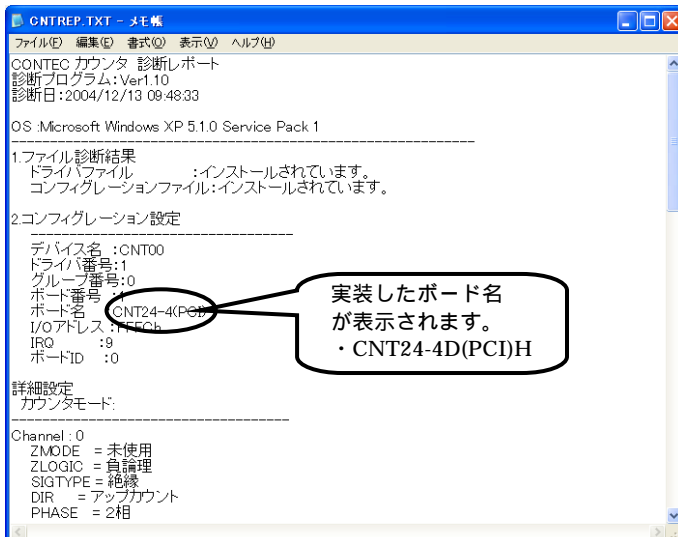 CNTREP.TXT - メモ帳
ファイル(F) 編集(E) 書式(O) 表示(V) ヘルプ(H)
CONTEC カウンタ 診断レポート
診断プログラム:Ver1.10
診断日:2004/12/13 09:48:33
OS :Microsoft Windows XP 5.1.0 Service Pack 1
--------------------------------------------------------------
1.ファイル診断結果
ドライバファイル :インストールされています。
コンフィグレーションファイル:インストールされています。
2.コンフィグレーション設定
-----------------------------------
デバイス名 :CNT00
ドライバ番号:1
グループ番号:0
ボード番号 :1
ボード名 :CNT24-4(PCI)
I/Oアドレス :FFFCh
IRQ :9
ボードID :0
実装したボード名
が表示されます。
・CNT24-4D(PCI)H
詳細設定
カウンタモード:
-------------------------------------
Channel : 0
ZMODE = 未使用
ZLOGIC = 負論理
SIGTYPE = 絶縁
DIR = アップカウント
PHASE = 2相